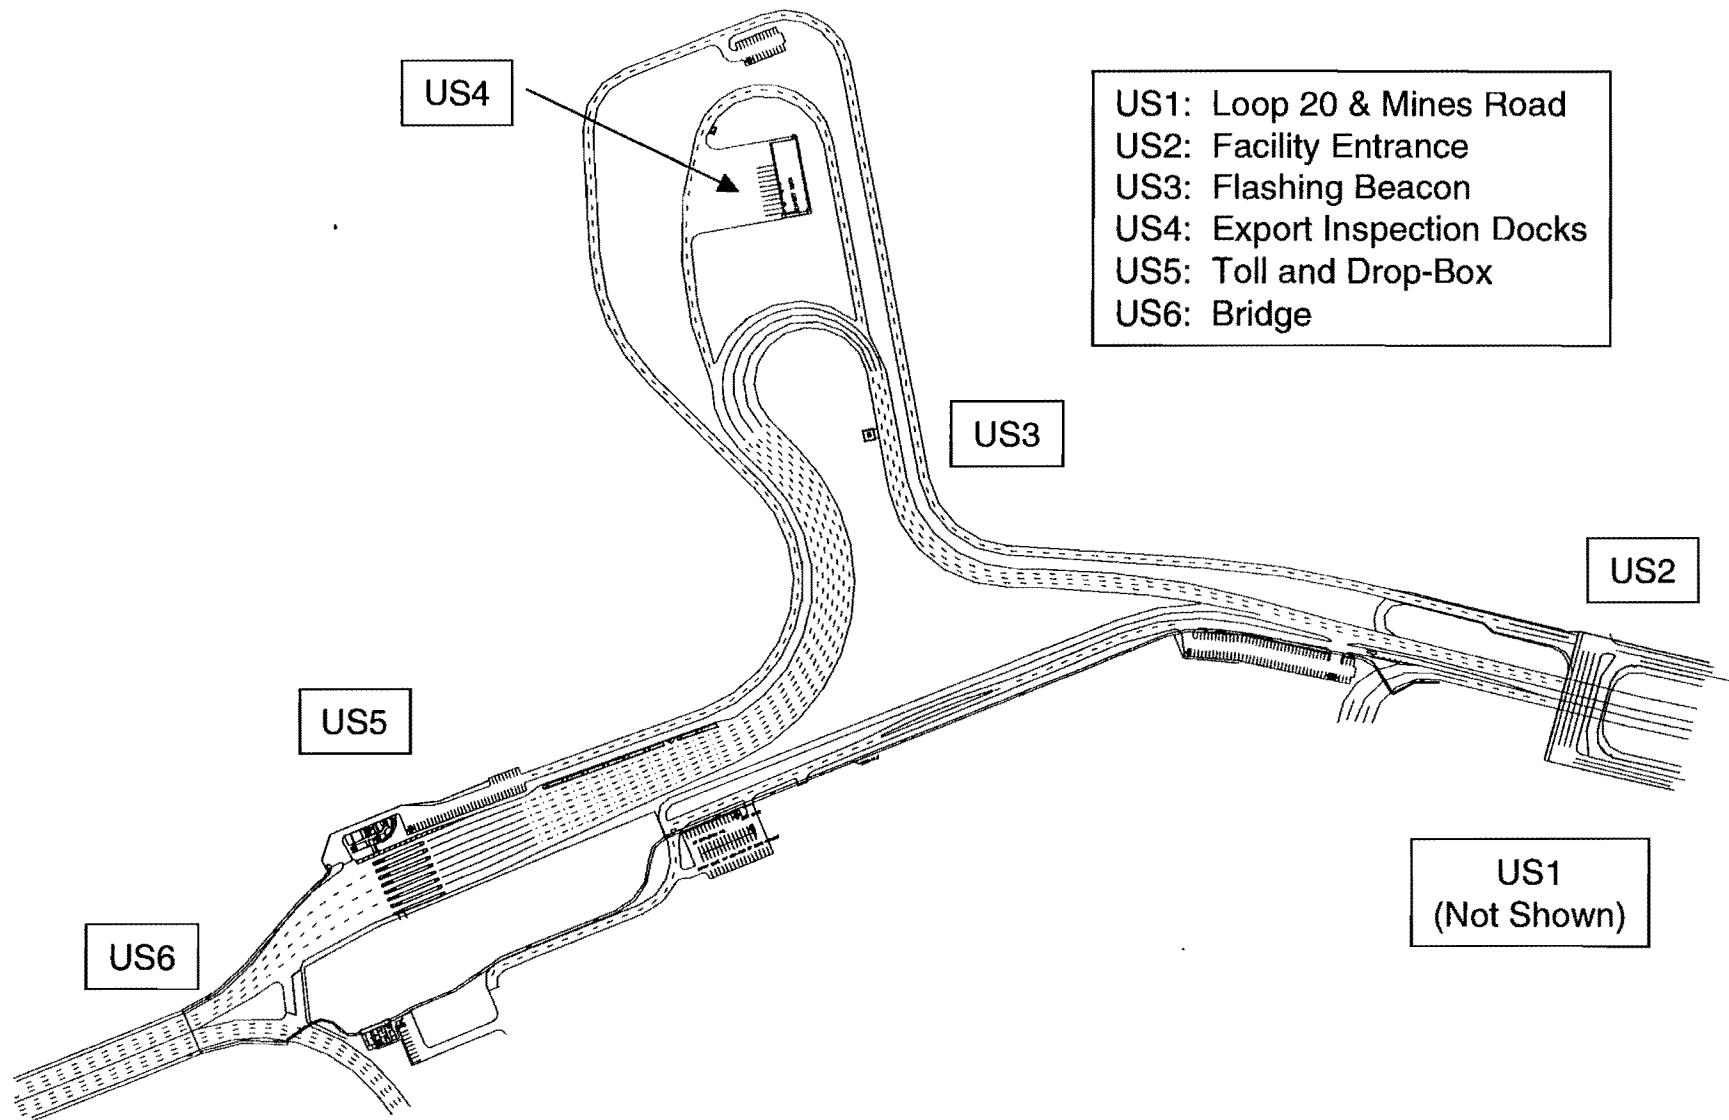 US4
US1: Loop 20 & Mines Road
US2: Facility Entrance
US3: Flashing Beacon
US4: Export Inspection Docks
US5: Toll and Drop-Box
US6: Bridge
US3
US2
US5
US1
(Not Shown)
US6